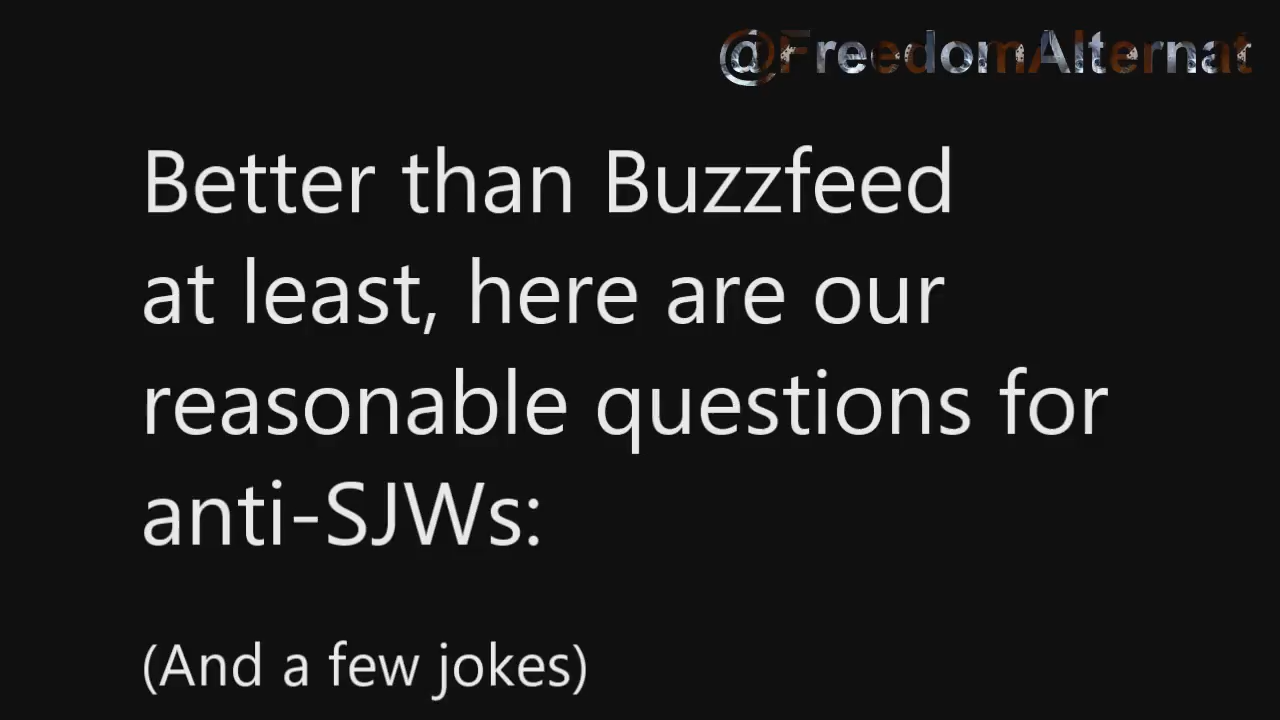 @FreedomAlternat
Better than Buzzfeed
at least, here are our
reasonable questions for
anti-SJWs:
(And a few jokes)